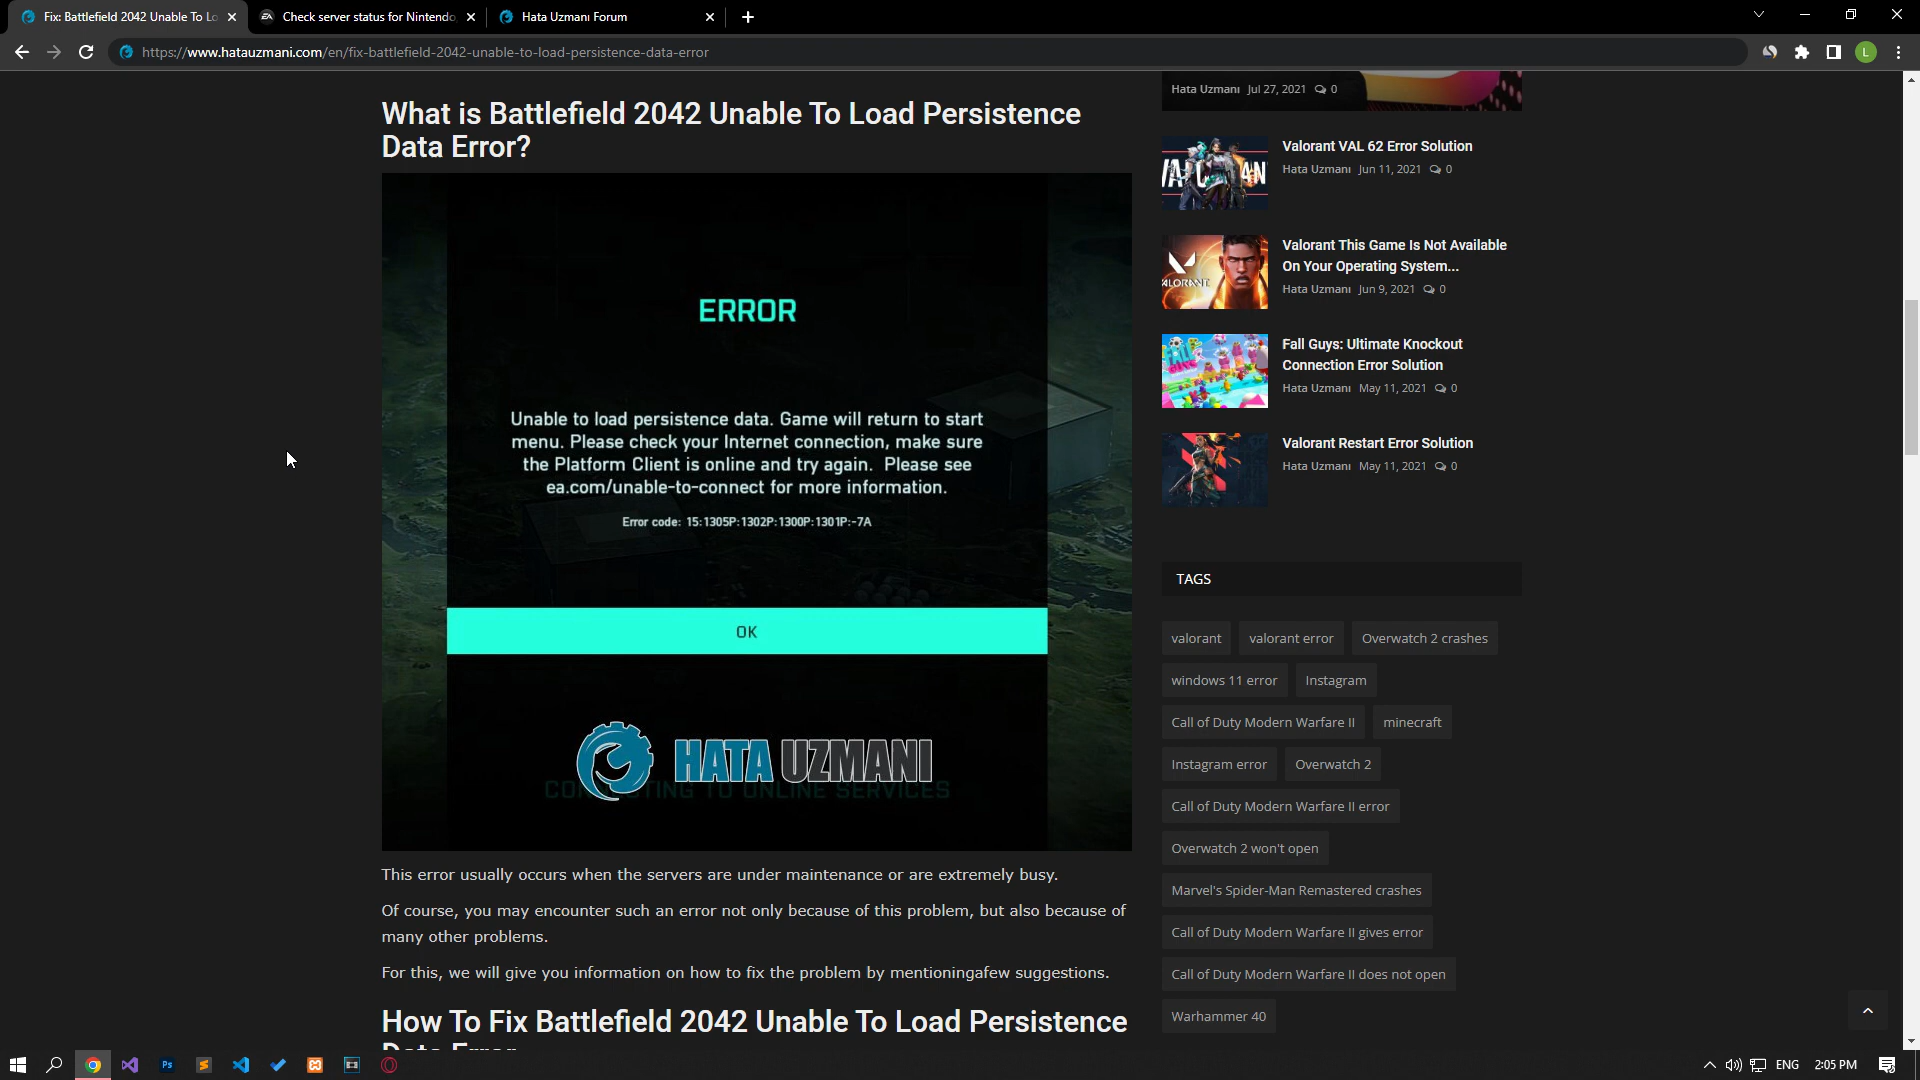 Fix: Battlefield 2042 Unable To Lo
Check server status for Nintendo
Hata Uzmanı Forum
https://www.hatauzmani.com/en/fix-battlefield-2042-unable-to-load-persistence-data-error
L
What is Battlefield 2042 Unable To Load Persistence
Data Error?
ERROR
Unable to load persistence data. Game will return to start
menu. Please check your Internet connection, make sure
the Platform Client is online and try again. Please see
ea.com/unable-to-connect for more information.
Error code: 15:1305P:1302P:1300P:1301P:-7A
OK
HATA UZMANI
CONNECTING TO ONLINE SERVICES
This error usually occurs when the servers are under maintenance or are extremely busy.
Of course, you may encounter such an error not only because of this problem, but also because of
many other problems.
For this, we will give you information on how to fix the problem by mentioningafew suggestions.
How To Fix Battlefield 2042 Unable To Load Persistence
Data Error
Hata Uzmanı Jul 27, 2021 0
Valorant VAL 62 Error Solution
Hata Uzmanı Jun 11, 2021 0
Valorant This Game Is Not Available
On Your Operating System...
Hata Uzmanı Jun 9, 2021 0
Fall Guys: Ultimate Knockout
Connection Error Solution
Hata Uzmanı May 11, 2021 0
Valorant Restart Error Solution
Hata Uzmanı May 11, 2021 0
TAGS
valorant valorant error Overwatch 2 crashes
windows 11 error Instagram
Call of Duty Modern Warfare II minecraft
Instagram error Overwatch 2
Call of Duty Modern Warfare II error
Overwatch 2 won't open
Marvel's Spider-Man Remastered crashes
Call of Duty Modern Warfare II gives error
Call of Duty Modern Warfare II does not open
Warhammer 40
Ps
ENG
2:05 PM